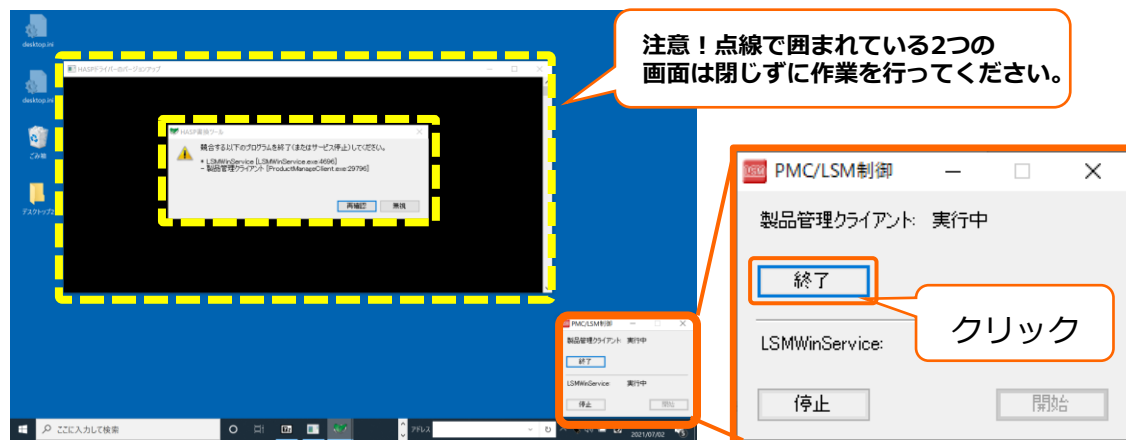 desktop.ini
desktop.ini
ごみ箱
デスクトップ2
HASPドライバーのバージョンアップ
HASP書換ツール
競合する以下のプログラムを終了(またはサービス停止)してください。
* LSMWinService [LSMWinService.exe:4696]
- 製品管理クライアント [ProductManageClient.exe:29796]
再確認
無視
注意！点線で囲まれている2つの
画面は閉じずに作業を行ってください。
PMC/LSM制御
製品管理クライアント: 実行中
終了
LSMWinService: 実行中
停止
開始
PMC/LSM制御
製品管理クライアント: 実行中
終了
クリック
LSMWinService:
停止
開始
ここに入力して検索
アドレス
2021/07/02